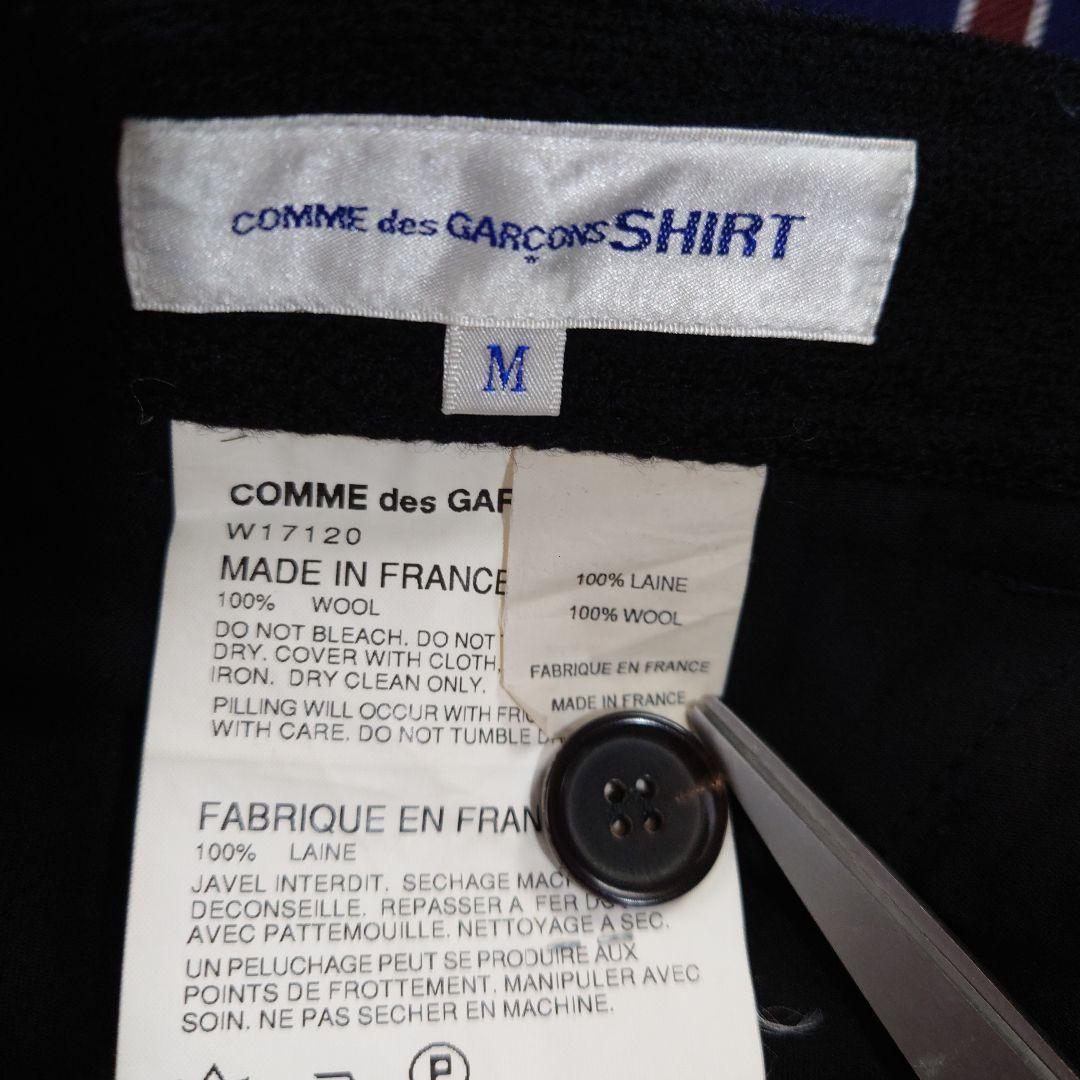 COMME des GARÇONS SHIRT
M
COMME des GAR
W17120
MADE IN FRANCE
100% WOOL
DO NOT BLEACH. DO NOT
DRY. COVER WITH CLOTH.
IRON. DRY CLEAN ONLY.
PILLING WILL OCCUR WITH
WITH CARE. DO NOT TUMBLE
100% LAINE
100% WOOL
FABRIQUE EN FRANCE
MADE IN FRANCE
FABRIQUE EN FRAN
100% LAINE
JAVEL INTERDIT. SECHAGE
DECONSEILLE. REPASSER A FER
AVEC PATTEMOUILLE. NETTOYAGE A SEC.
UN PELUCHAGE PEUT SE PRODUIRE AUX
POINTS DE FROTTEMENT. MANIPULER AVEC
SOIN. NE PAS SECHER EN MACHINE.
P